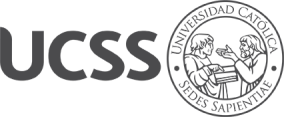 UCSS
UNIVERSIDAD CATÓLICA
SEDES SAPIENTIAE